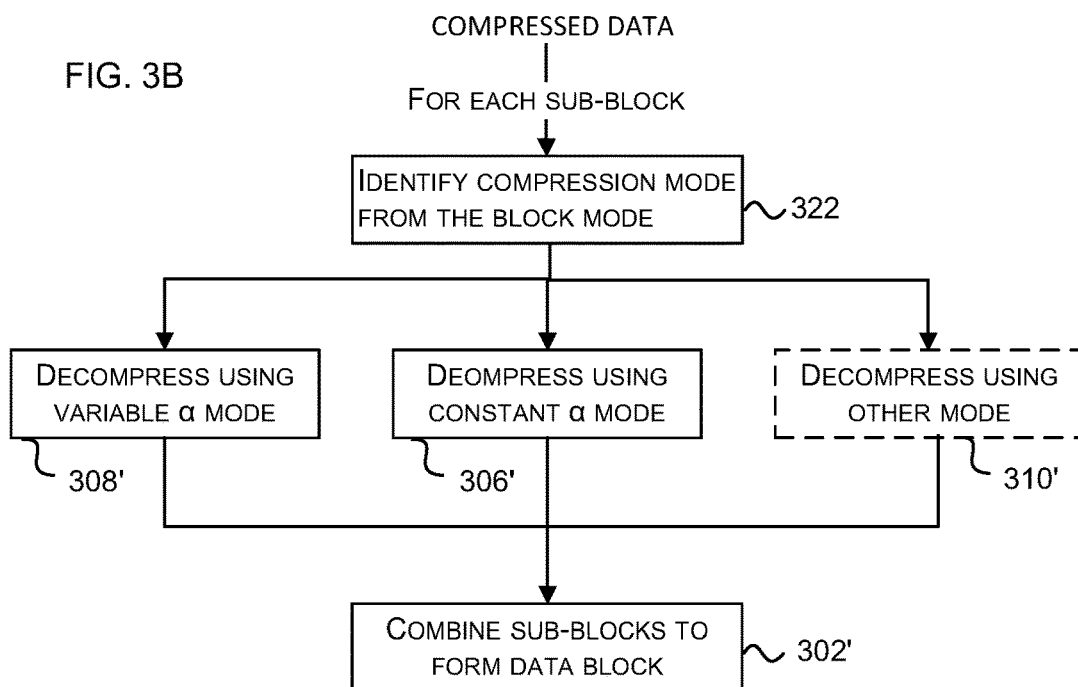 COMPRESSED DATA
FIG. 3B
FOR EACH SUB-BLOCK
IDENTIFY COMPRESSION MODE
FROM THE BLOCK MODE
322
DECOMPRESS USING
VARIABLE α MODE
DEOMPRESS USING
CONSTANT α MODE
DECOMPRESS USING
OTHER MODE
308'
306'
310'
COMBINE SUB-BLOCKS TO
FORM DATA BLOCK
302'